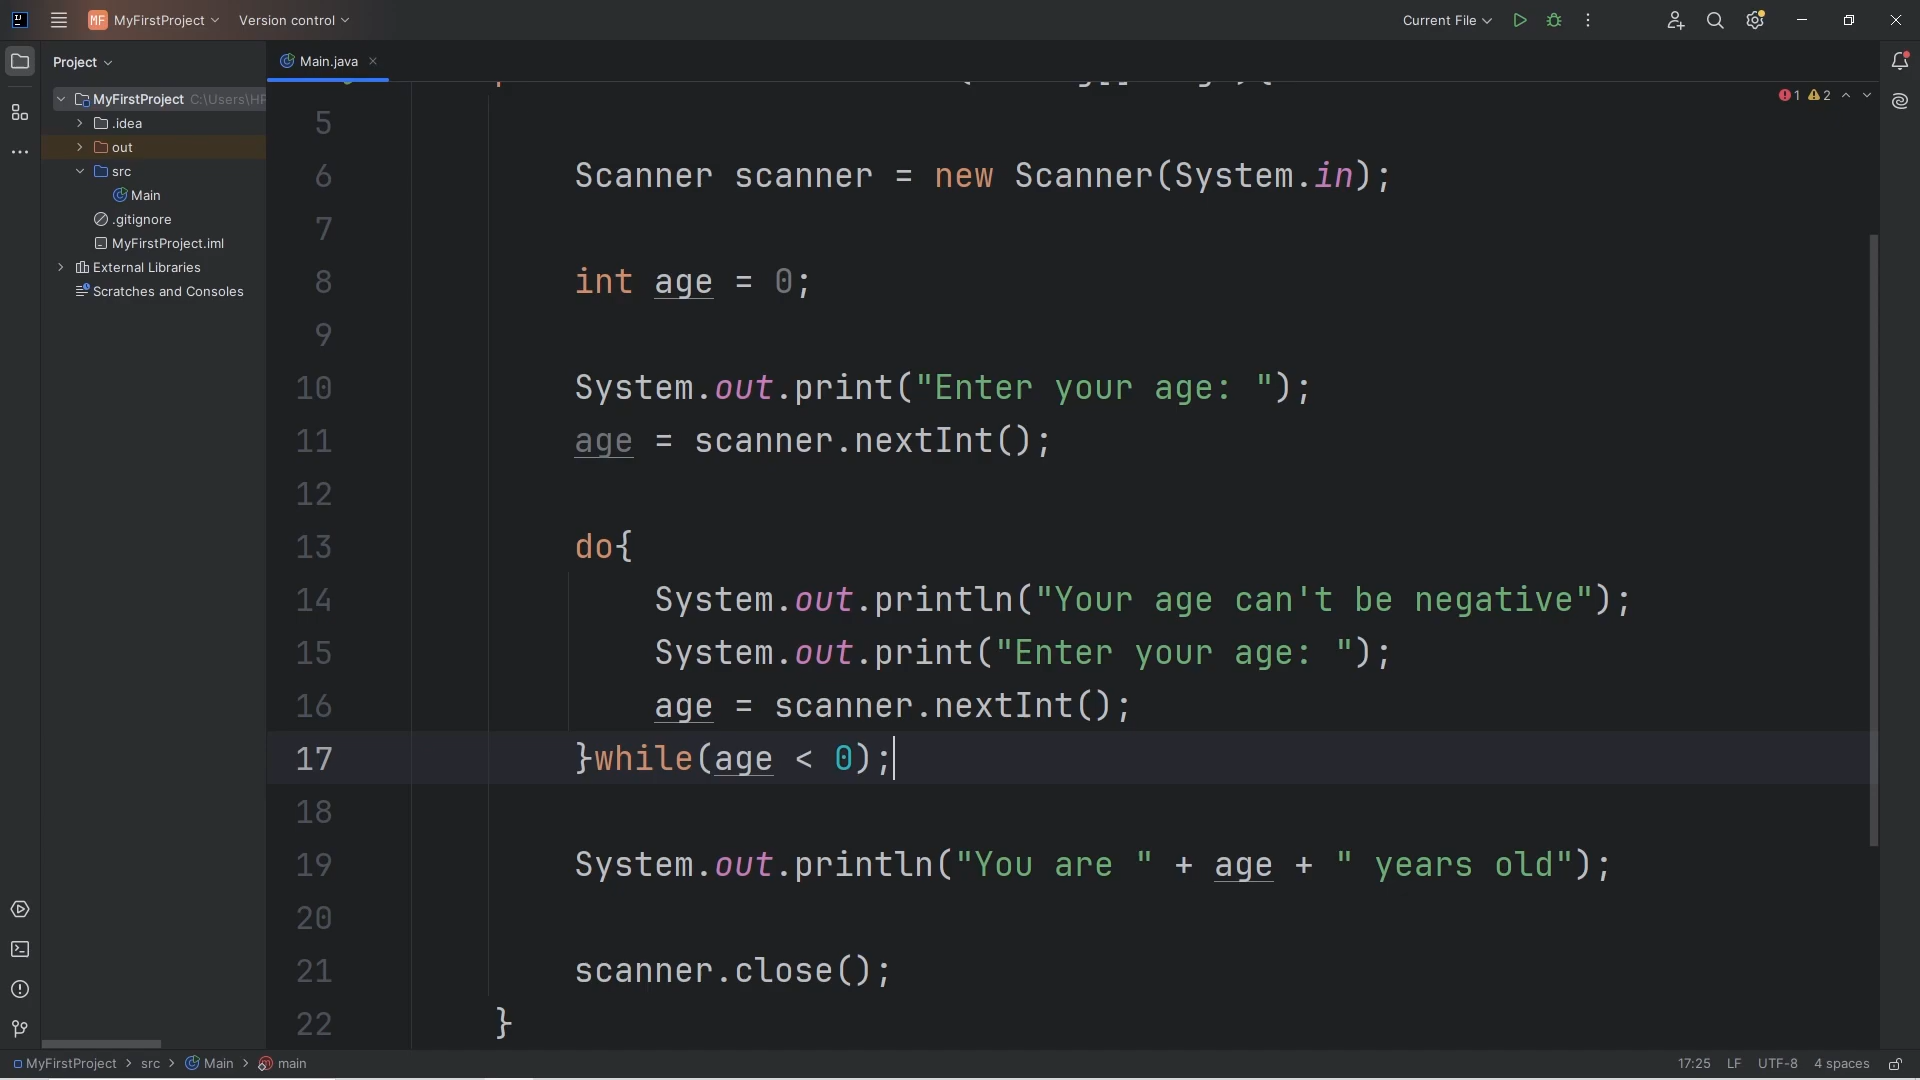 MF MyFirstProject Version control Current File
Project
Main.java
MyFirstProject C:\Users\HP
.idea
out
src
Main
.gitignore
MyFirstProject.iml
External Libraries
Scratches and Consoles
1 2
5
6 Scanner scanner = new Scanner(System.in);
7
8 int age = 0;
9
10 System.out.print("Enter your age: ");
11 age = scanner.nextInt();
12
13 do{
14 System.out.println("Your age can't be negative");
15 System.out.print("Enter your age: ");
16 age = scanner.nextInt();
17 }while(age < 0);
18
19 System.out.println("You are " + age + " years old");
20
21 scanner.close();
22 }
MyFirstProject > src > Main > main 17:25 LF UTF-8 4 spaces